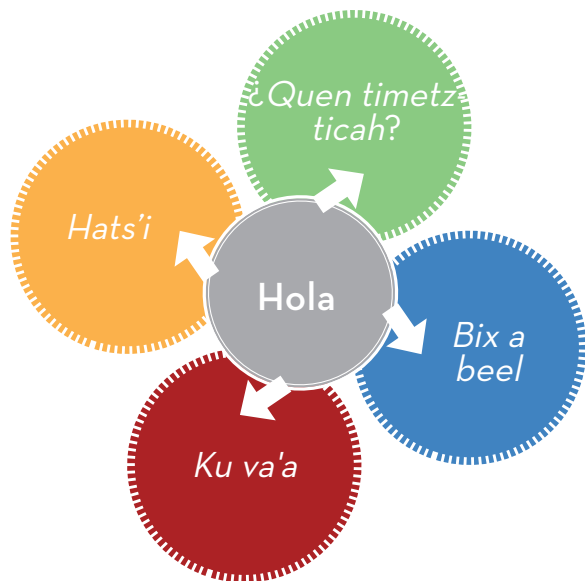 ¿Quen timetz-
ticah?
Hats'i
Hola
Bix a
beel
Ku va'a